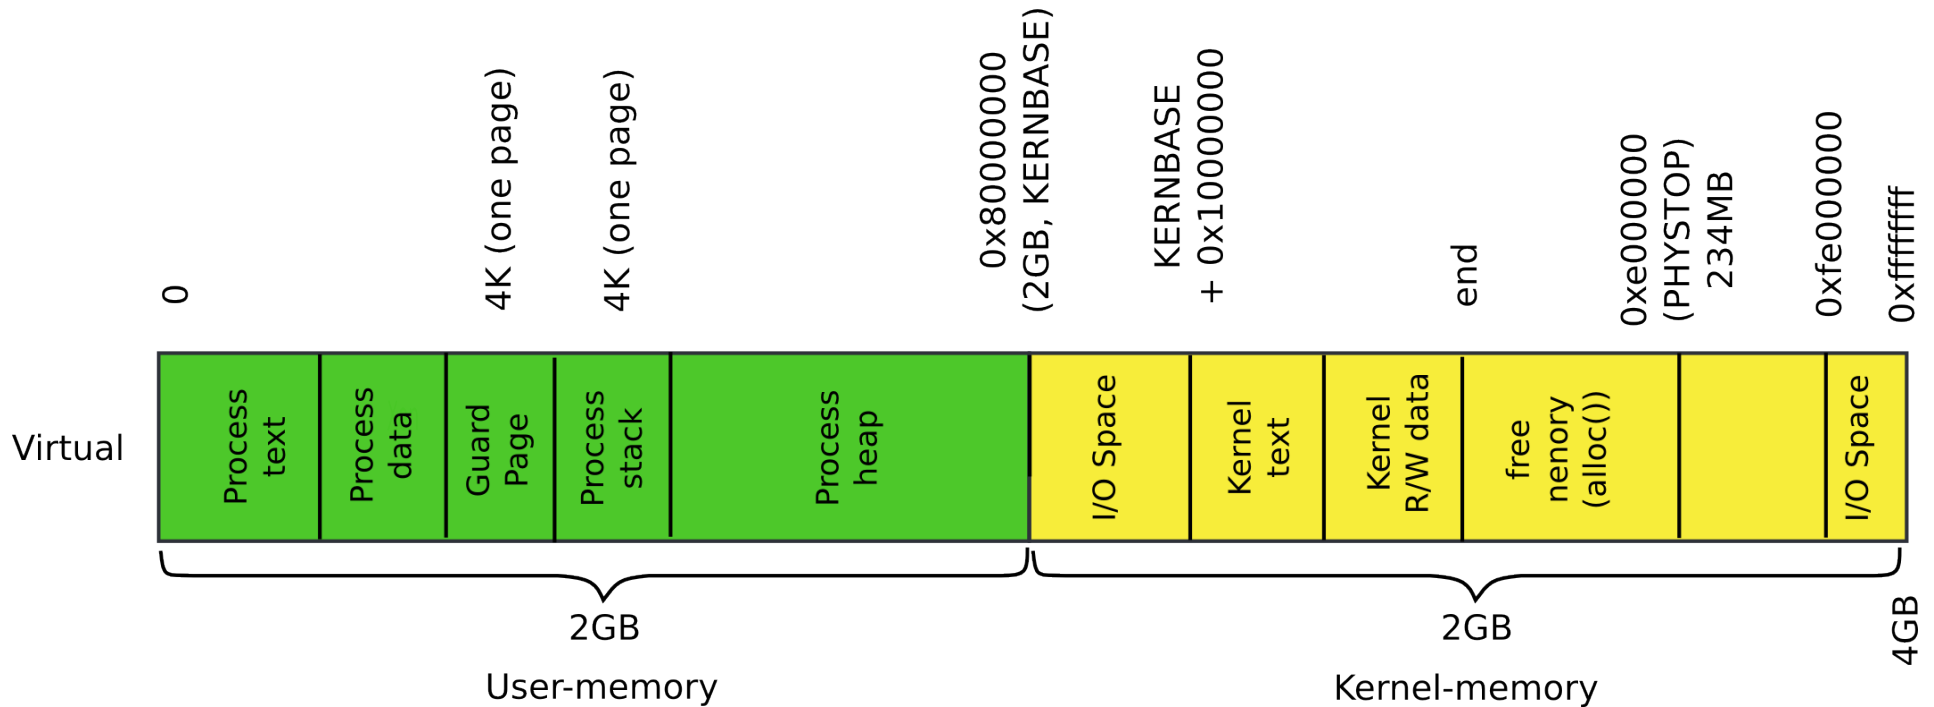 0
4K (one page)
4K (one page)
0x80000000
(2GB, KERNBASE)
KERNBASE
+ 0x10000000
end
0xe000000
(PHYSTOP)
234MB
0xfe000000
0xffffffff
Virtual
Process
text
Process
data
Guard
Page
Process
stack
Process
heap
I/O Space
Kernel
text
Kernel
R/W data
free
nenory
(alloc())
I/O Space
2GB
User-memory
2GB
Kernel-memory
4GB